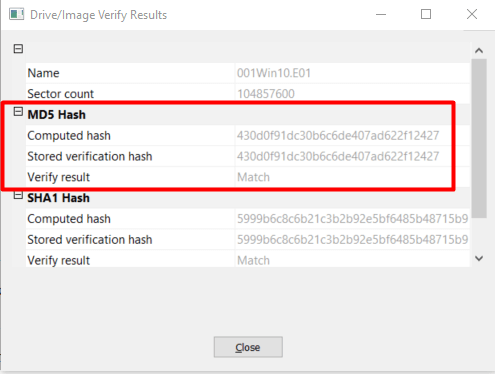 Drive/Image Verify Results
Name 001Win10.E01
Sector count 104857600
MD5 Hash
Computed hash 430d0f91dc30b6c6de407ad622f12427
Stored verification hash 430d0f91dc30b6c6de407ad622f12427
Verify result Match
SHA1 Hash
Computed hash 5999b6c8c6b21c3b2b92e5bf6485b48715b9
Stored verification hash 5999b6c8c6b21c3b2b92e5bf6485b48715b9
Verify result Match
Close